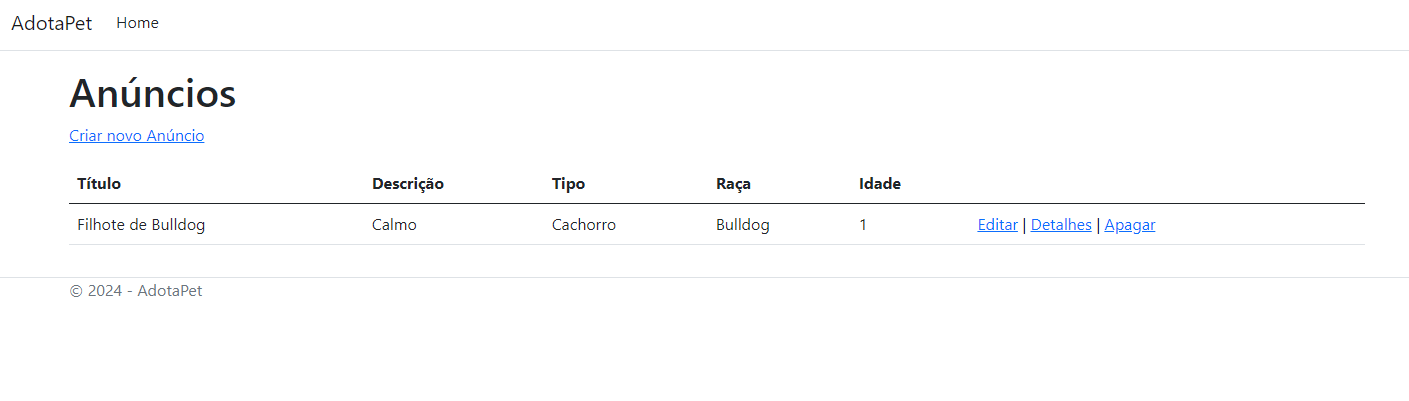 AdotaPet Home
Anúncios
Criar novo Anúncio
Título Descrição Tipo Raça Idade
Filhote de Bulldog Calmo Cachorro Bulldog 1 Editar | Detalhes | Apagar
© 2024 - AdotaPet